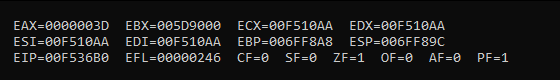 EAX=0000003D EBX=005D9000 ECX=00F510AA EDX=00F510AA
ESI=00F510AA EDI=00F510AA EBP=006FF8A8 ESP=006FF89C
EIP=00F536B0 EFL=00000246 CF=0 SF=0 ZF=1 OF=0 AF=0 PF=1